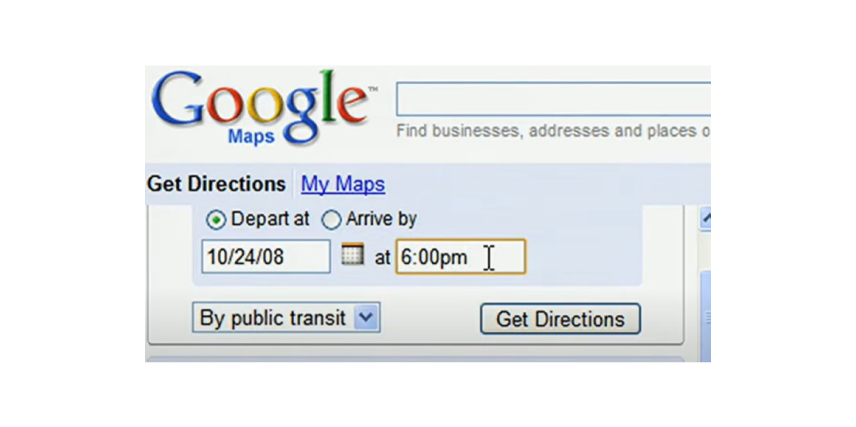 Google™
Maps
Find businesses, addresses and places o
Get Directions My Maps
Depart at Arrive by
10/24/08 at 6:00pm
By public transit Get Directions